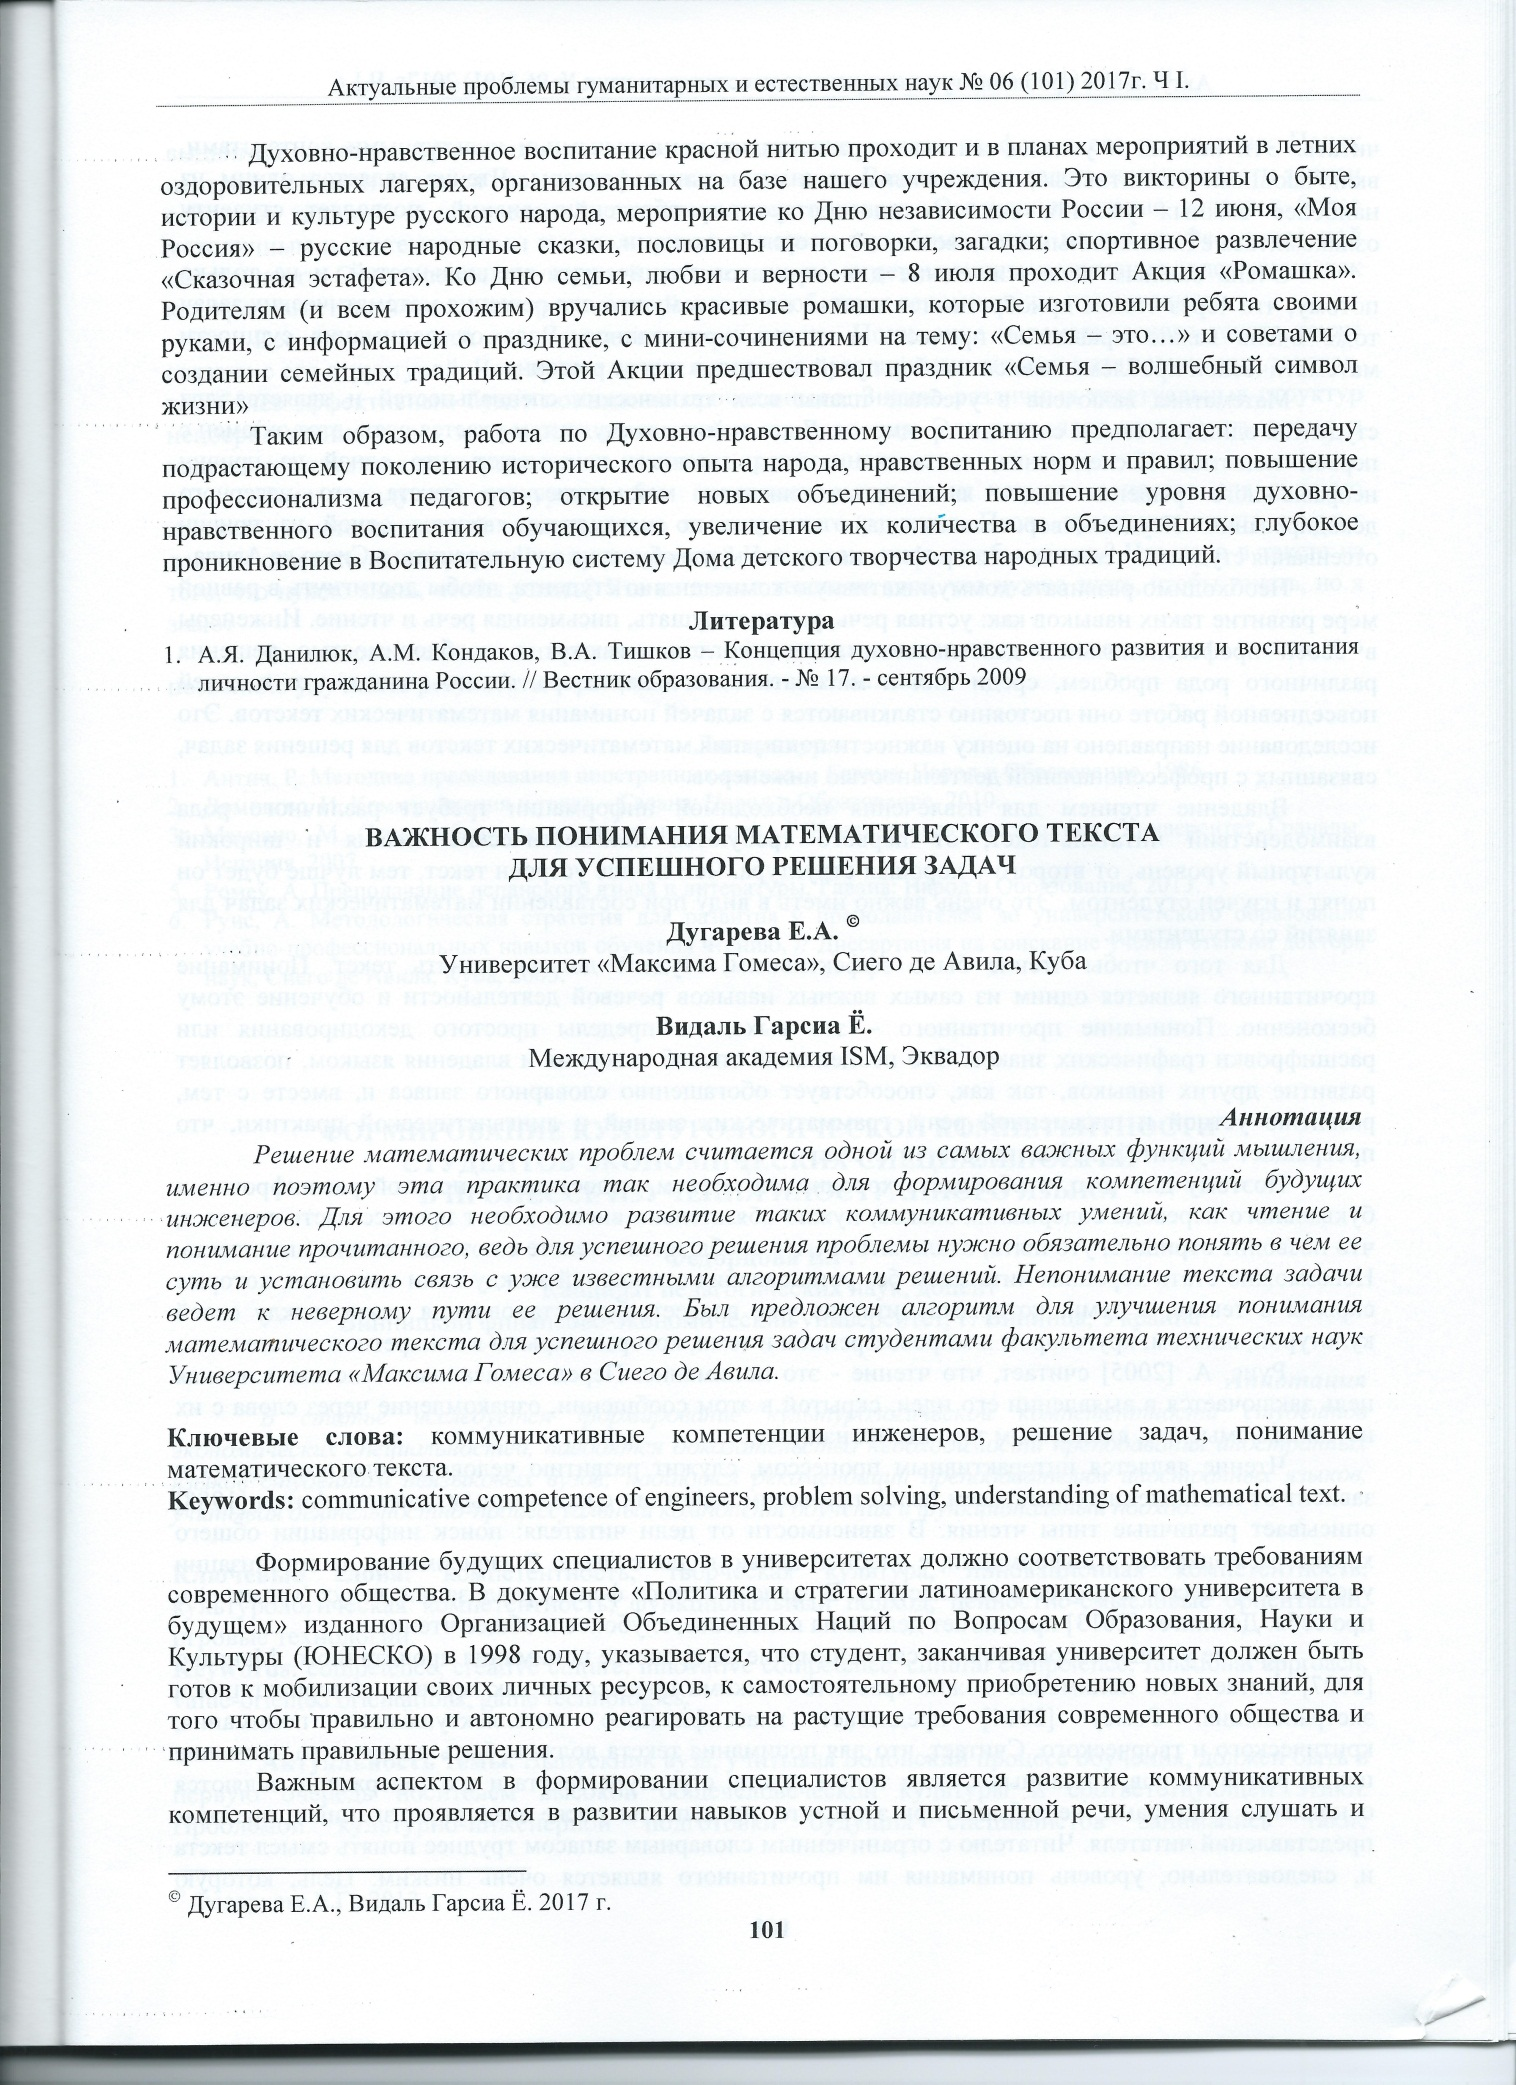 Актуальные проблемы гуманитарных и естественных наук № 06 (101) 2017г. Ч I.
Духовно-нравственное воспитание красной нитью проходит и в планах мероприятий в летних
оздоровительных лагерях, организованных на базе нашего учреждения. Это викторины о быте,
истории и культуре русского народа, мероприятие ко Дню независимости России – 12 июня, «Моя
Россия» – русские народные сказки, пословицы и поговорки, загадки; спортивное развлечение
«Сказочная эстафета». Ко Дню семьи, любви и верности – 8 июля проходит Акция «Ромашка».
Родителям (и всем прохожим) вручались красивые ромашки, которые изготовили ребята своими
руками, с информацией о празднике, с мини-сочинениями на тему: «Семья – это…» и советами о
создании семейных традиций. Этой Акции предшествовал праздник «Семья – волшебный символ
жизни»
Таким образом, работа по Духовно-нравственному воспитанию предполагает: передачу
подрастающему поколению исторического опыта народа, нравственных норм и правил; повышение
профессионализма педагогов; открытие новых объединений; повышение уровня духовно-
нравственного воспитания обучающихся, увеличение их количества в объединениях; глубокое
проникновение в Воспитательную систему Дома детского творчества народных традиций.
Литература
1. А.Я. Данилюк, А.М. Кондаков, В.А. Тишков – Концепция духовно-нравственного развития и воспитания
личности гражданина России. // Вестник образования. - № 17. - сентябрь 2009
ВАЖНОСТЬ ПОНИМАНИЯ МАТЕМАТИЧЕСКОГО ТЕКСТА
ДЛЯ УСПЕШНОГО РЕШЕНИЯ ЗАДАЧ
Дугарева Е.А. ©
Университет «Максима Гомеса», Сиего де Авила, Куба
Видаль Гарсиа Ё.
Международная академия ISM, Эквадор
Аннотация
Решение математических проблем считается одной из самых важных функций мышления,
именно поэтому эта практика так необходима для формирования компетенций будущих
инженеров. Для этого необходимо развитие таких коммуникативных умений, как чтение и
понимание прочитанного, ведь для успешного решения проблемы нужно обязательно понять в чем ее
суть и установить связь с уже известными алгоритмами решений. Непонимание текста задачи
ведет к неверному пути ее решения. Был предложен алгоритм для улучшения понимания
математического текста для успешного решения задач студентами факультета технических наук
Университета «Максима Гомеса» в Сиего де Авила.
Ключевые слова: коммуникативные компетенции инженеров, решение задач, понимание
математического текста.
Keywords: communicative competence of engineers, problem solving, understanding of mathematical text.
Формирование будущих специалистов в университетах должно соответствовать требованиям
современного общества. В документе «Политика и стратегии латиноамериканского университета в
будущем» изданного Организацией Объединенных Наций по Вопросам Образования, Науки и
Культуры (ЮНЕСКО) в 1998 году, указывается, что студент, заканчивая университет должен быть
готов к мобилизации своих личных ресурсов, к самостоятельному приобретению новых знаний, для
того чтобы правильно и автономно реагировать на растущие требования современного общества и
принимать правильные решения.
Важным аспектом в формировании специалистов является развитие коммуникативных
компетенций, что проявляется в развитии навыков устной и письменной речи, умения слушать и
© Дугарева Е.А., Видаль Гарсиа Ё. 2017 г.
101